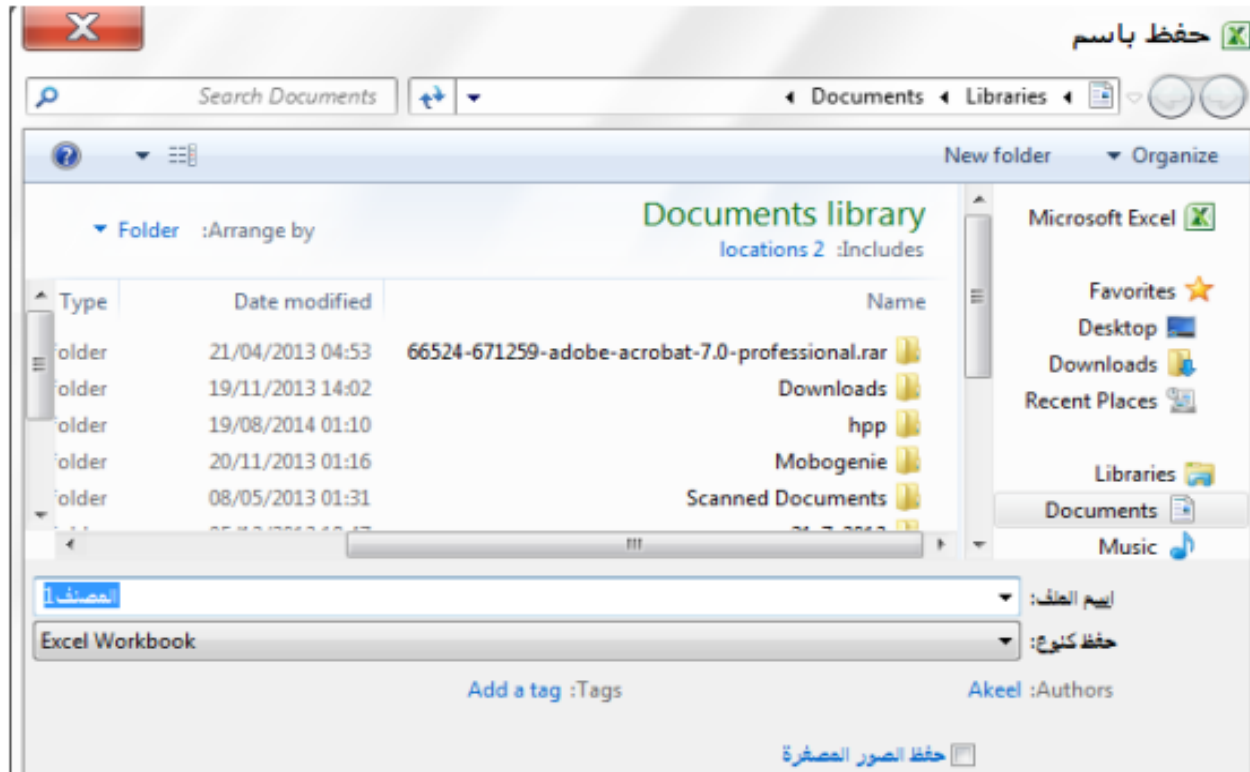 حفظ باسم
Libraries Documents
Search Documents
Organize New folder
Microsoft Excel
Favorites
Desktop
Downloads
Recent Places
Libraries
Documents
Music
Documents library
Includes: 2 locations
Arrange by: Folder
Name Date modified Type
66524-671259-adobe-acrobat-7.0-professional.rar 21/04/2013 04:53 folder
Downloads 19/11/2013 14:02 folder
hpp 19/08/2014 01:10 folder
Mobogenie 20/11/2013 01:16 folder
Scanned Documents 08/05/2013 01:31 folder
اسم الملف: المصنف1
حفظ كنوع: Excel Workbook
Authors: Akeel Tags: Add a tag
حفظ الصور المصغرة